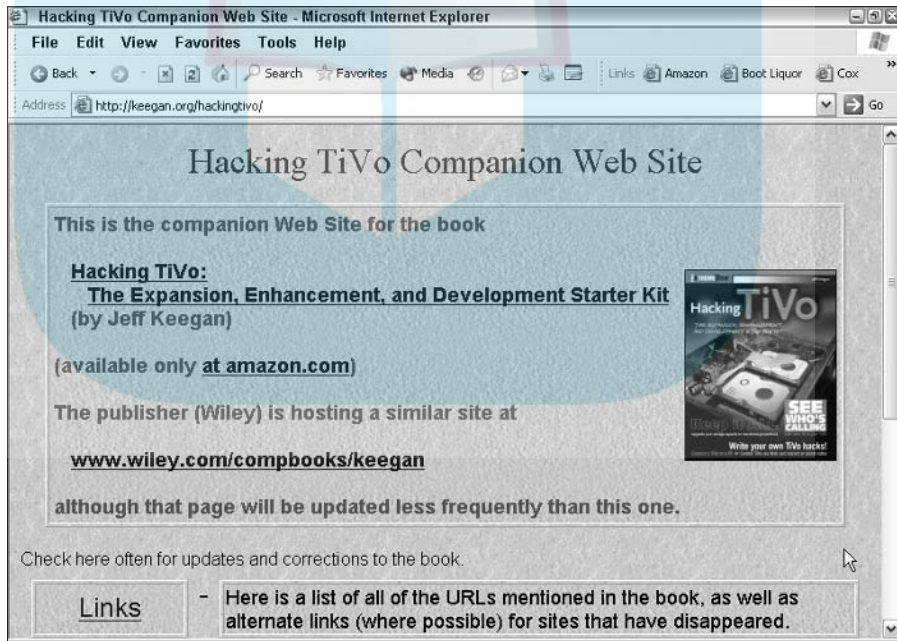 Hacking TiVo Companion Web Site - Microsoft Internet Explorer
File Edit View Favorites Tools Help
Back Search Favorites Media Links Amazon Boot Liquor Cox »
Address http://keegan.org/hackingtivo/ Go
Hacking TiVo Companion Web Site
This is the companion Web Site for the book
Hacking TiVo:
The Expansion, Enhancement, and Development Starter Kit
(by Jeff Keegan)
(available only at amazon.com)
The publisher (Wiley) is hosting a similar site at
www.wiley.com/compbooks/keegan
although that page will be updated less frequently than this one.
Hacking TiVo
SEE
WHO'S
CALLING
Write your own TiVo hacks!
Check here often for updates and corrections to the book.
Links - Here is a list of all of the URLs mentioned in the book, as well as
alternate links (where possible) for sites that have disappeared.